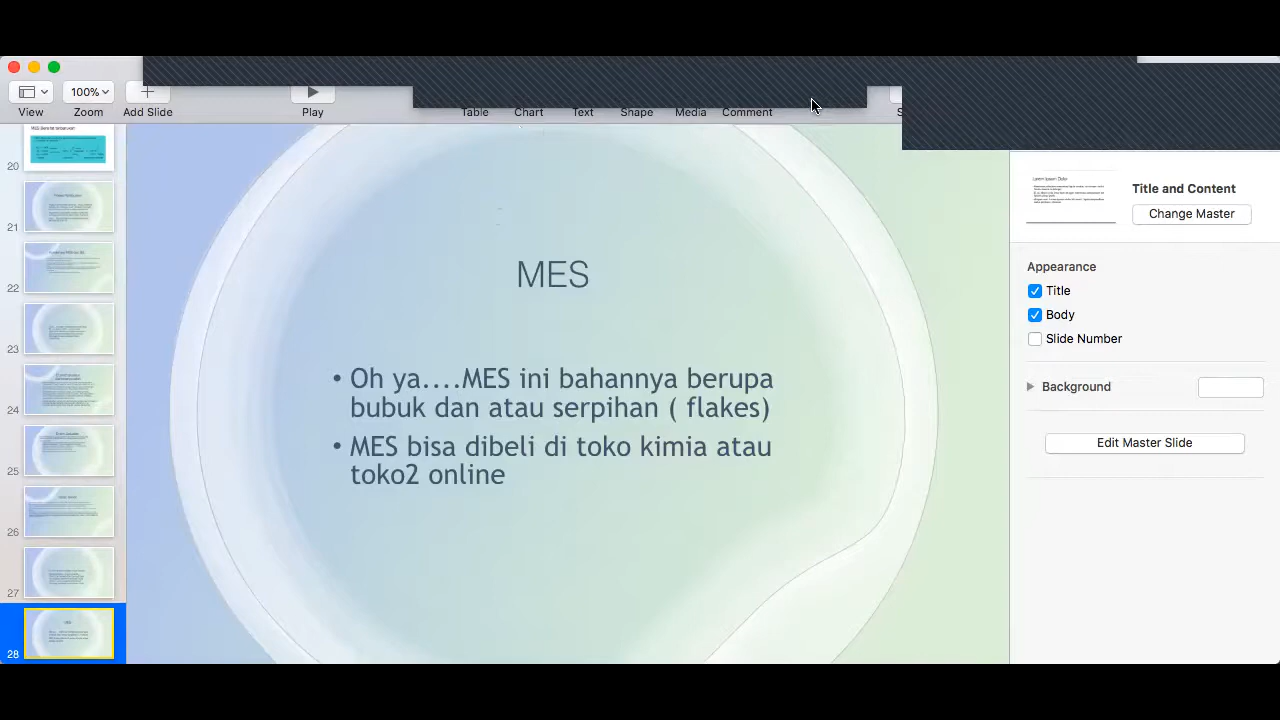 View
100%
Zoom
Add Slide
Play
Table
Chart
Text
Shape
Media
Comment
20
21
22
23
24
25
26
27
28
MES
• Oh ya....MES ini bahannya berupa
bubuk dan atau serpihan ( flakes)
• MES bisa dibeli di toko kimia atau
toko2 online
Title and Content
Change Master
Appearance
Title
Body
Slide Number
Background
Edit Master Slide